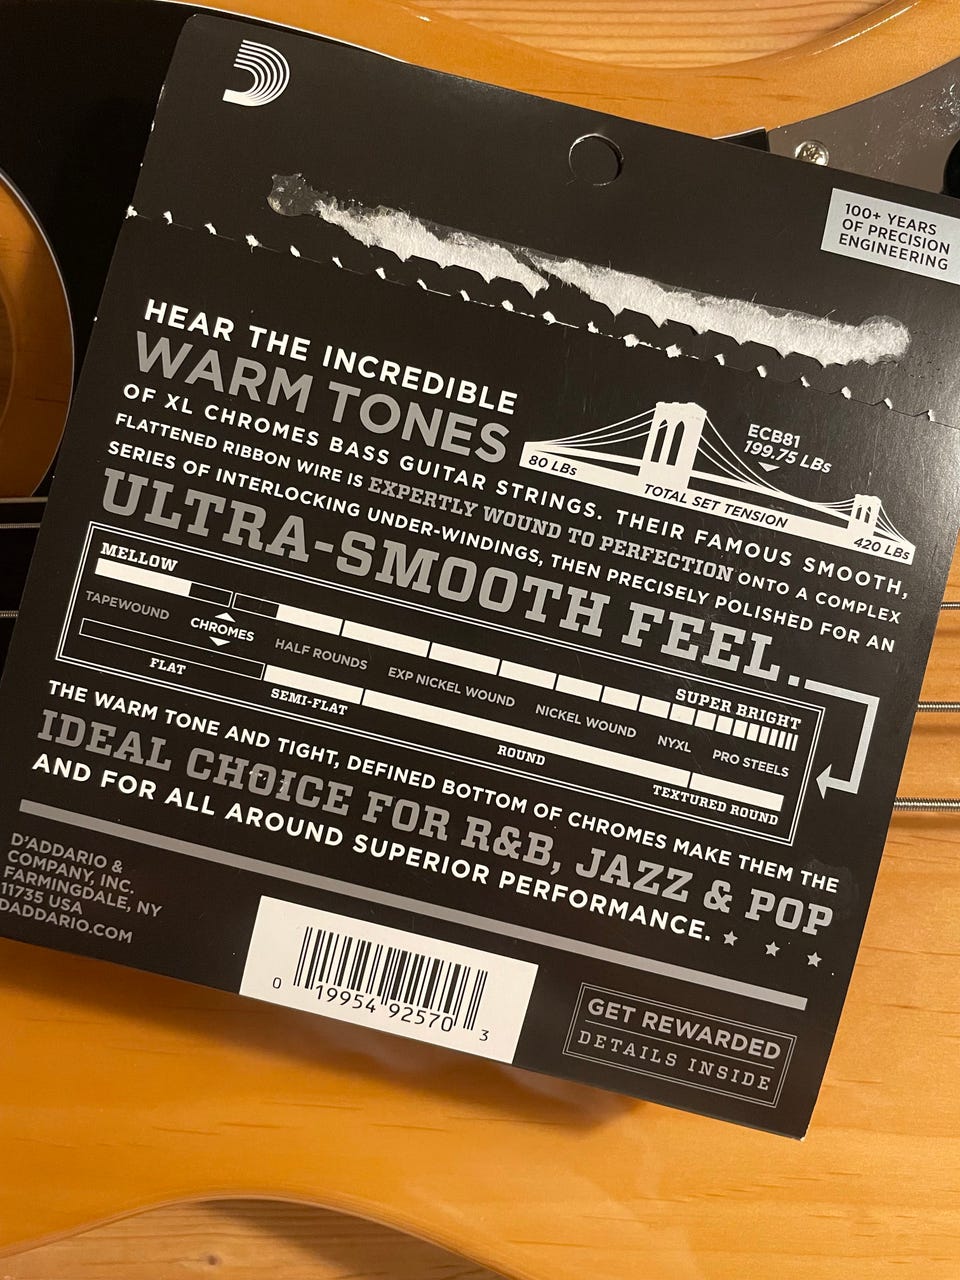 100+ YEARS
OF PRECISION
ENGINEERING
HEAR THE INCREDIBLE
WARM TONES
OF XL CHROMES BASS GUITAR STRINGS. THEIR FAMOUS SMOOTH,
FLATTENED RIBBON WIRE IS EXPERTLY WOUND TO PERFECTION ONTO A COMPLEX
SERIES OF INTERLOCKING UNDER-WINDINGS, THEN PRECISELY POLISHED FOR AN
ULTRA-SMOOTH FEEL.
ECB81
199.75 LBs
80 LBs
TOTAL SET TENSION
420 LBs
MELLOW
SUPER BRIGHT
TAPEWOUND
CHROMES
HALF ROUNDS
EXP NICKEL WOUND
NICKEL WOUND
NYXL
PRO STEELS
FLAT
SEMI-FLAT
ROUND
TEXTURED ROUND
THE WARM TONE AND TIGHT, DEFINED BOTTOM OF CHROMES MAKE THEM THE
IDEAL CHOICE FOR R&B, JAZZ & POP
AND FOR ALL AROUND SUPERIOR PERFORMANCE.
D'ADDARIO &
COMPANY, INC.
FARMINGDALE, NY
11735 USA
DADDARIO.COM
0 19954 92570 3
GET REWARDED
DETAILS INSIDE